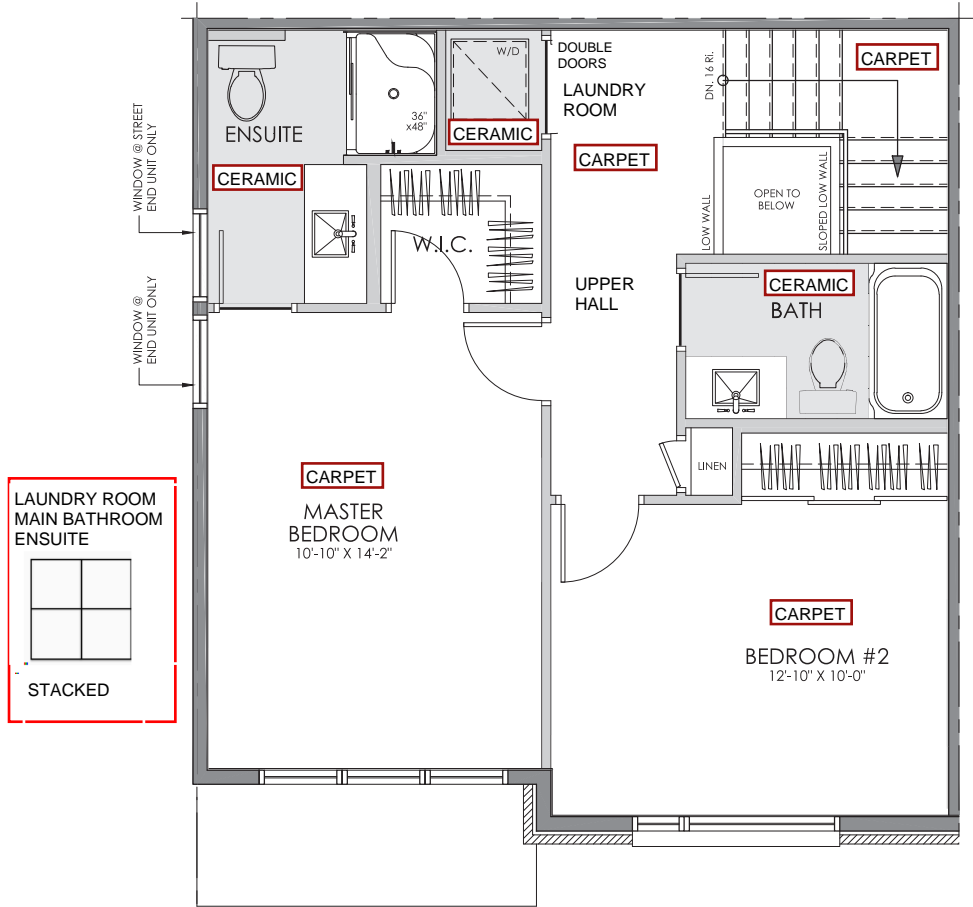 W/D
DOUBLE
DOORS
LAUNDRY
ROOM
DN. 16 Ri.
CARPET
36"
x48"
ENSUITE
CERAMIC
CERAMIC
CARPET
WINDOW @ STREET
END UNIT ONLY
OPEN TO
BELOW
LOW WALL
SLOPED LOW WALL
W.I.C.
UPPER
HALL
CERAMIC
BATH
WINDOW @
END UNIT ONLY
LINEN
CARPET
MASTER
BEDROOM
10'-10" X 14'-2"
LAUNDRY ROOM
MAIN BATHROOM
ENSUITE
STACKED
CARPET
BEDROOM #2
12'-10" X 10'-0"